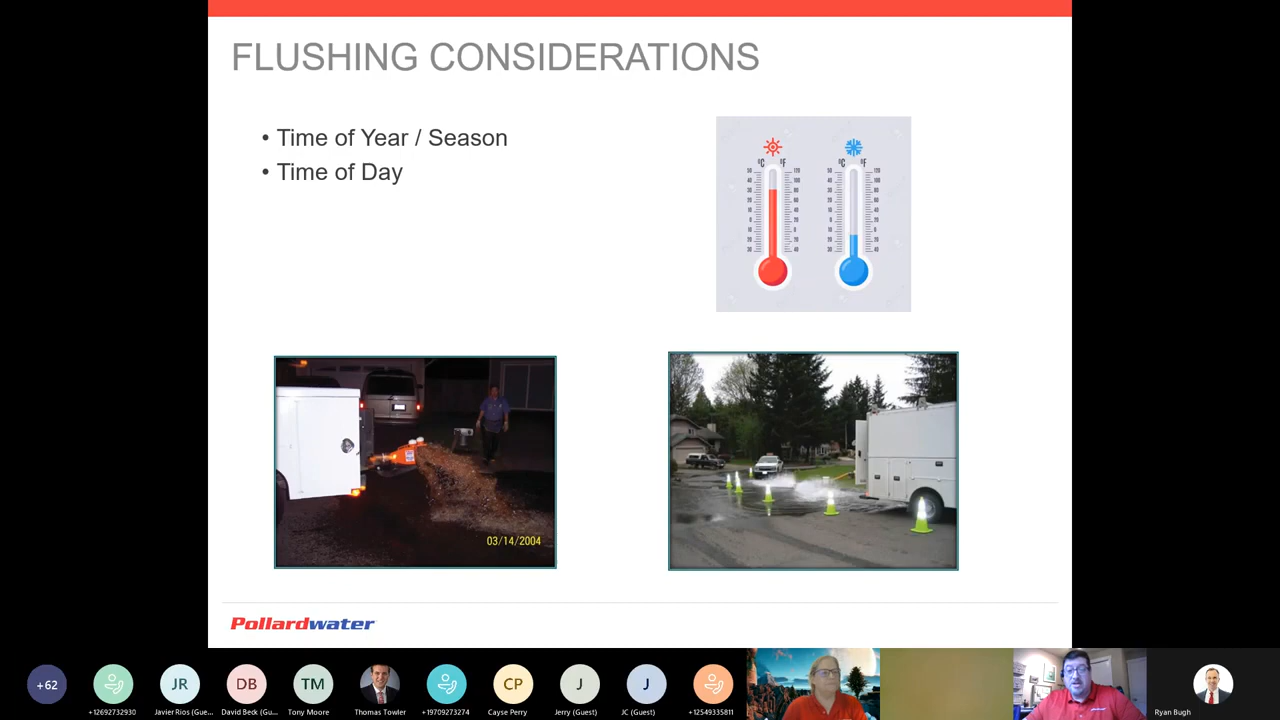 FLUSHING CONSIDERATIONS
• Time of Year / Season
• Time of Day
°C °F °C °F
03/14/2004
Pollardwater
+62
JR
DB
TM
CP
J
J
+12692732930
Javier Rios (Gue...
David Beck (Gu...
Tony Moore
Thomas Towler
+19709273274
Cayse Perry
Jerry (Guest)
JC (Guest)
+12549335811
Ryan Bugh